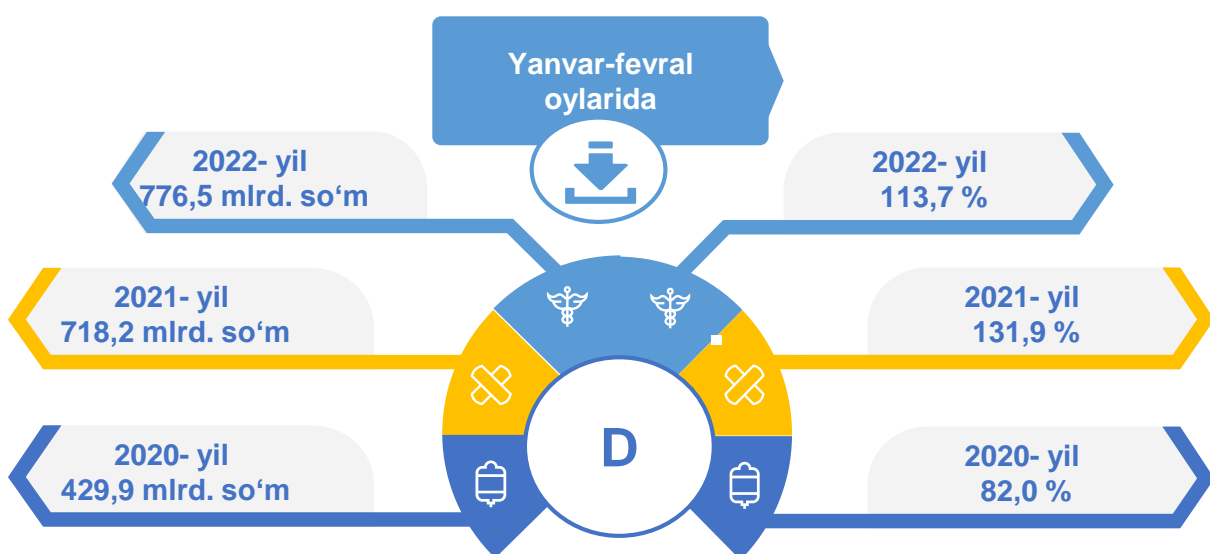 Yanvar-fevral
oylarida
2022- yil
776,5 mlrd. so‘m
2022- yil
113,7 %
2021- yil
718,2 mlrd. so‘m
2021- yil
131,9 %
2020- yil
429,9 mlrd. so‘m
2020- yil
82,0 %
D